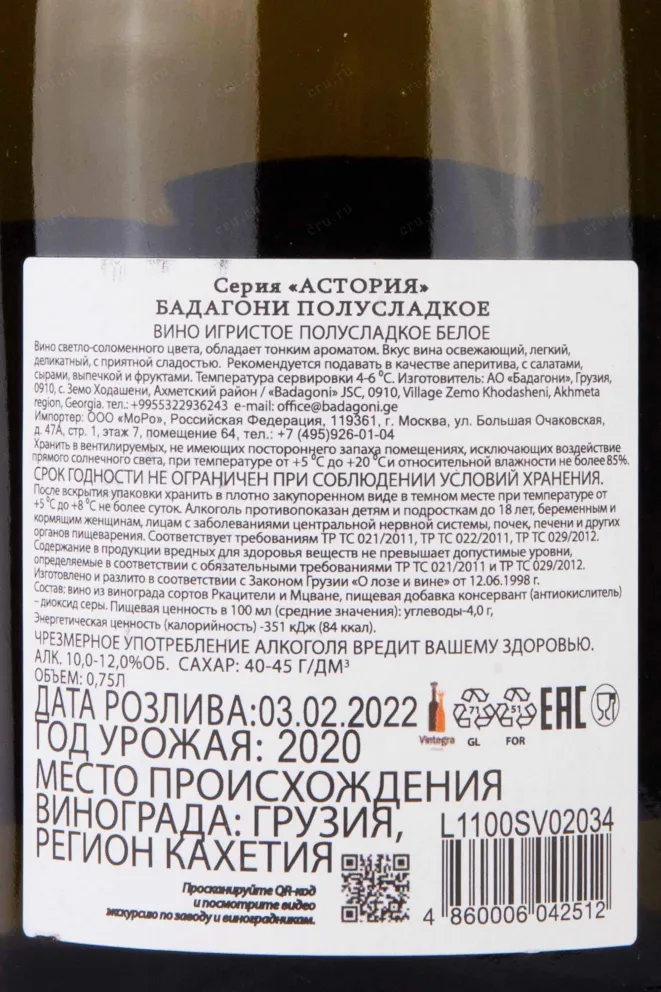 Серия «АСТОРИЯ»
БАДАГОНИ ПОЛУСЛАДКОЕ
ВИНО ИГРИСТОЕ ПОЛУСЛАДКОЕ БЕЛОЕ
Вино светло-соломенного цвета, обладает тонким ароматом. Вкус вина освежающий, легкий,
деликатный, с приятной сладостью. Рекомендуется подавать в качестве аперитива, с салатами,
сырами, выпечкой и фруктами. Температура сервировки 4-6 °С. Изготовитель: АО «Бадагони», Грузия,
0910, с. Земо Ходашени, Ахметский район / «Badagoni» JSC, 0910, Village Zemo Khodasheni, Akhmeta
region, Georgia. тел.: +9955322936243 e-mail: office@badagoni.ge
Импортер: ООО «МоРо», Российская Федерация, 119361, г. Москва, ул. Большая Очаковская,
д. 47А, стр. 1, этаж 7, помещение 64, тел.: +7 (495)926-01-04
Хранить в вентилируемых, не имеющих постороннего запаха помещениях, исключающих воздействие
прямого солнечного света, при температуре от +5 °С до +20 °С и относительной влажности не более 85%.
СРОК ГОДНОСТИ НЕ ОГРАНИЧЕН ПРИ СОБЛЮДЕНИИ УСЛОВИЙ ХРАНЕНИЯ.
После вскрытия упаковки хранить в плотно закупоренном виде в темном месте при температуре от
+5 °С до +8 °С не более суток. Алкоголь противопоказан детям и подросткам до 18 лет, беременным и
кормящим женщинам, лицам с заболеваниями центральной нервной системы, почек, печени и других
органов пищеварения. Соответствует требованиям ТР ТС 021/2011, ТР ТС 022/2011, ТР ТС 029/2012.
Содержание в продукции вредных для здоровья веществ не превышает допустимые уровни,
определяемые в соответствии с обязательными требованиями ТР ТС 021/2011 и ТР ТС 029/2012.
Изготовлено и разлито в соответствии с Законом Грузии «О лозе и вине» от 12.06.1998 г.
Состав: вино из винограда сортов Ркацители и Мцване, пищевая добавка консервант (антиокислитель)
– диоксид серы. Пищевая ценность в 100 мл (средние значения): углеводы-4,0 г,
Энергетическая ценность (калорийность) -351 кДж (84 ккал).
ЧРЕЗМЕРНОЕ УПОТРЕБЛЕНИЕ АЛКОГОЛЯ ВРЕДИТ ВАШЕМУ ЗДОРОВЬЮ.
АЛК. 10,0-12,0%ОБ. САХАР: 40-45 Г/ДМ³
ОБЪЕМ: 0,75Л
ДАТА РОЗЛИВА:03.02.2022
Vintegra
71
GL
51
FOR
EAC
ГОД УРОЖАЯ: 2020
МЕСТО ПРОИСХОЖДЕНИЯ
ВИНОГРАДА: ГРУЗИЯ,
РЕГИОН КАХЕТИЯ
L1100SV02034
Просканируйте QR-код
и посмотрите видео
экскурсию по заводу и виноградникам.
4 860006 042512